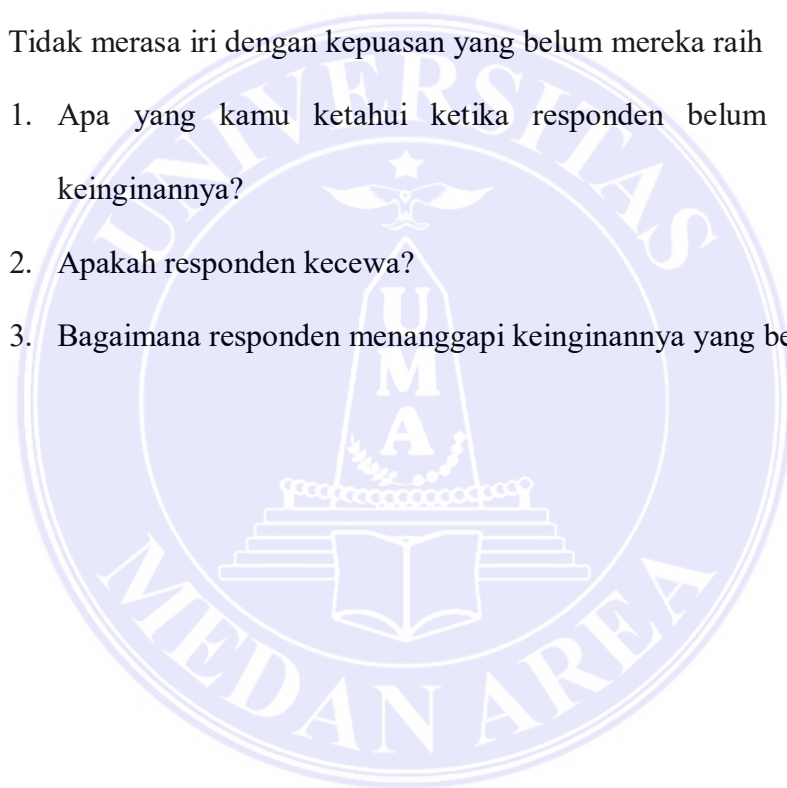 Tidak merasa iri dengan kepuasan yang belum mereka raih
1. Apa yang kamu ketahui ketika responden belum
keinginannya?
2. Apakah responden kecewa?
3. Bagaimana responden menanggapi keinginannya yang
UNIVERSITAS
UMA
MEDAN AREA